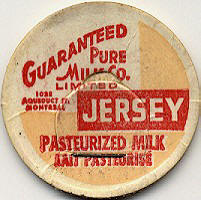 GUARANTEED
PURE
MILK CO.
LIMITED
1025
AQUEDUCT ST.
MONTREAL
JERSEY
PASTEURIZED MILK
LAIT PASTEURISÉ